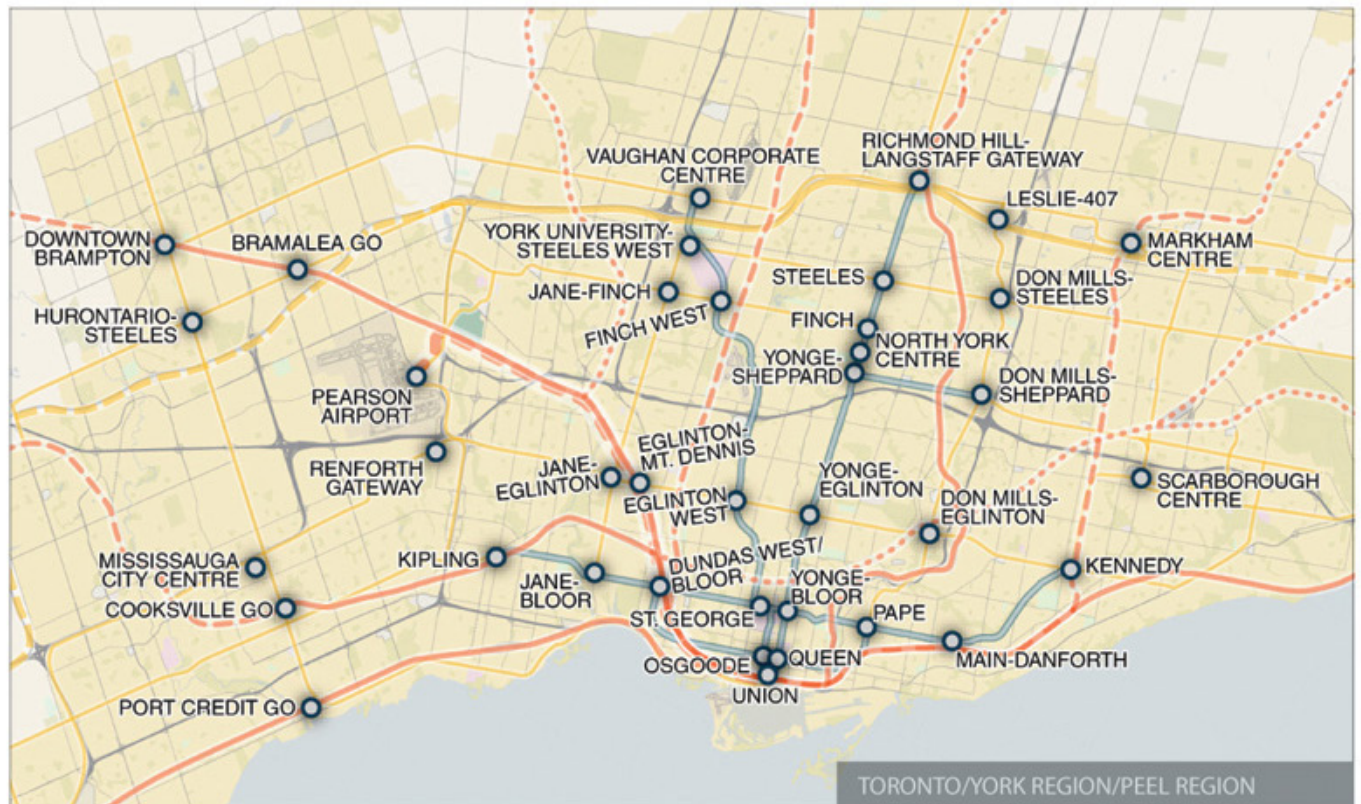 VAUGHAN CORPORATE
CENTRE
RICHMOND HILL-
LANGSTAFF GATEWAY
LESLIE-407
DOWNTOWN
BRAMPTON
BRAMALEA GO
YORK UNIVERSITY-
STEELES WEST
MARKHAM
CENTRE
STEELES
DON MILLS-
STEELES
JANE-FINCH
HURONTARIO-
STEELES
FINCH WEST
FINCH
NORTH YORK
CENTRE
YONGE-
SHEPPARD
DON MILLS-
SHEPPARD
PEARSON
AIRPORT
EGLINTON-
MT. DENNIS
RENFORTH
GATEWAY
JANE-
EGLINTON
EGLINTON
WEST
YONGE-
EGLINTON
DON MILLS-
EGLINTON
SCARBOROUGH
CENTRE
MISSISSAUGA
CITY CENTRE
KIPLING
DUNDAS WEST/
BLOOR
KENNEDY
COOKSVILLE GO
JANE-
BLOOR
YONGE-
BLOOR
ST. GEORGE
PAPE
OSGOODE
QUEEN
MAIN-DANFORTH
UNION
PORT CREDIT GO
TORONTO/YORK REGION/PEEL REGION